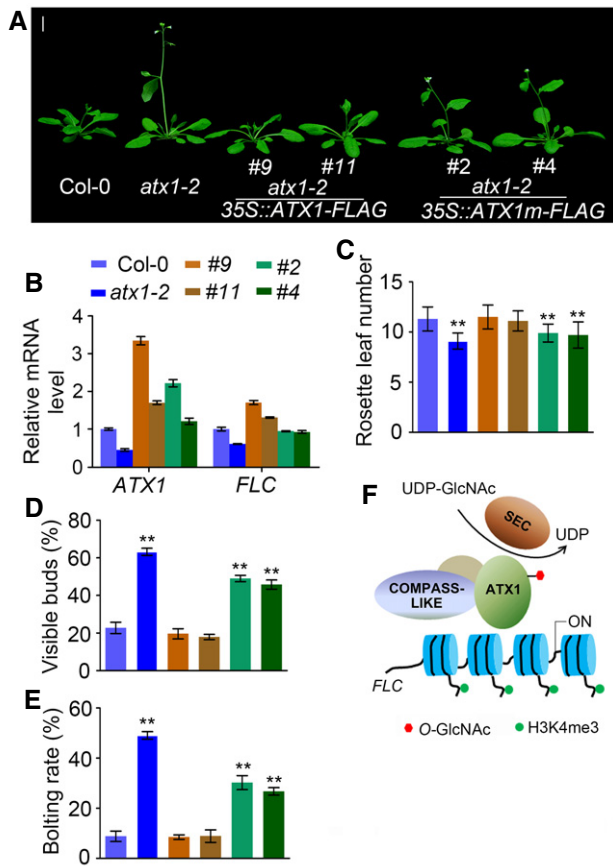 A
Col-0
atx1-2
#9
#11
atx1-2
35S::ATX1-FLAG
#2
#4
atx1-2
35S::ATX1m-FLAG
B
Col-0
#9
#2
atx1-2
#11
#4
Relative mRNA
level
4
3
2
1
0
ATX1
FLC
C
Rosette leaf number
15
10
5
0
**
**
**
D
Visible buds (%)
80
60
40
20
0
**
**
**
E
Bolting rate (%)
60
40
20
0
**
**
**
F
UDP-GlcNAc
SEC
UDP
COMPASS-
LIKE
ATX1
ON
FLC
O-GlcNAc
H3K4me3